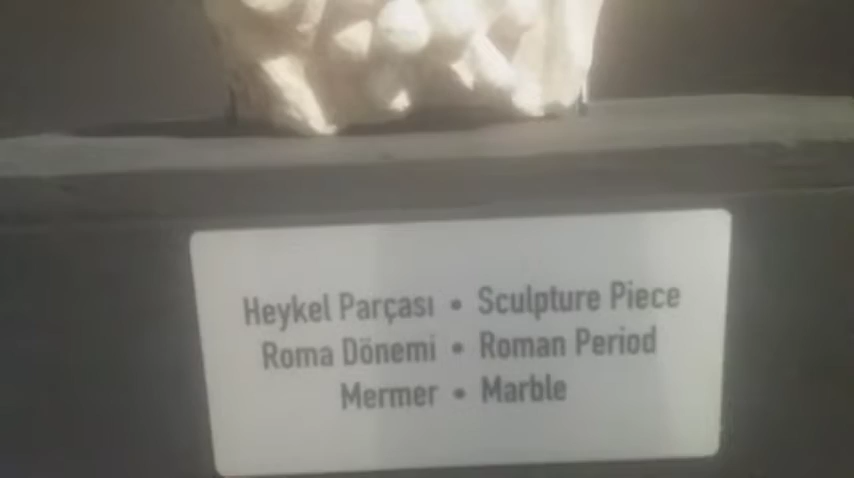 Heykel Parçası • Sculpture Piece
Roma Dönemi • Roman Period
Mermer • Marble